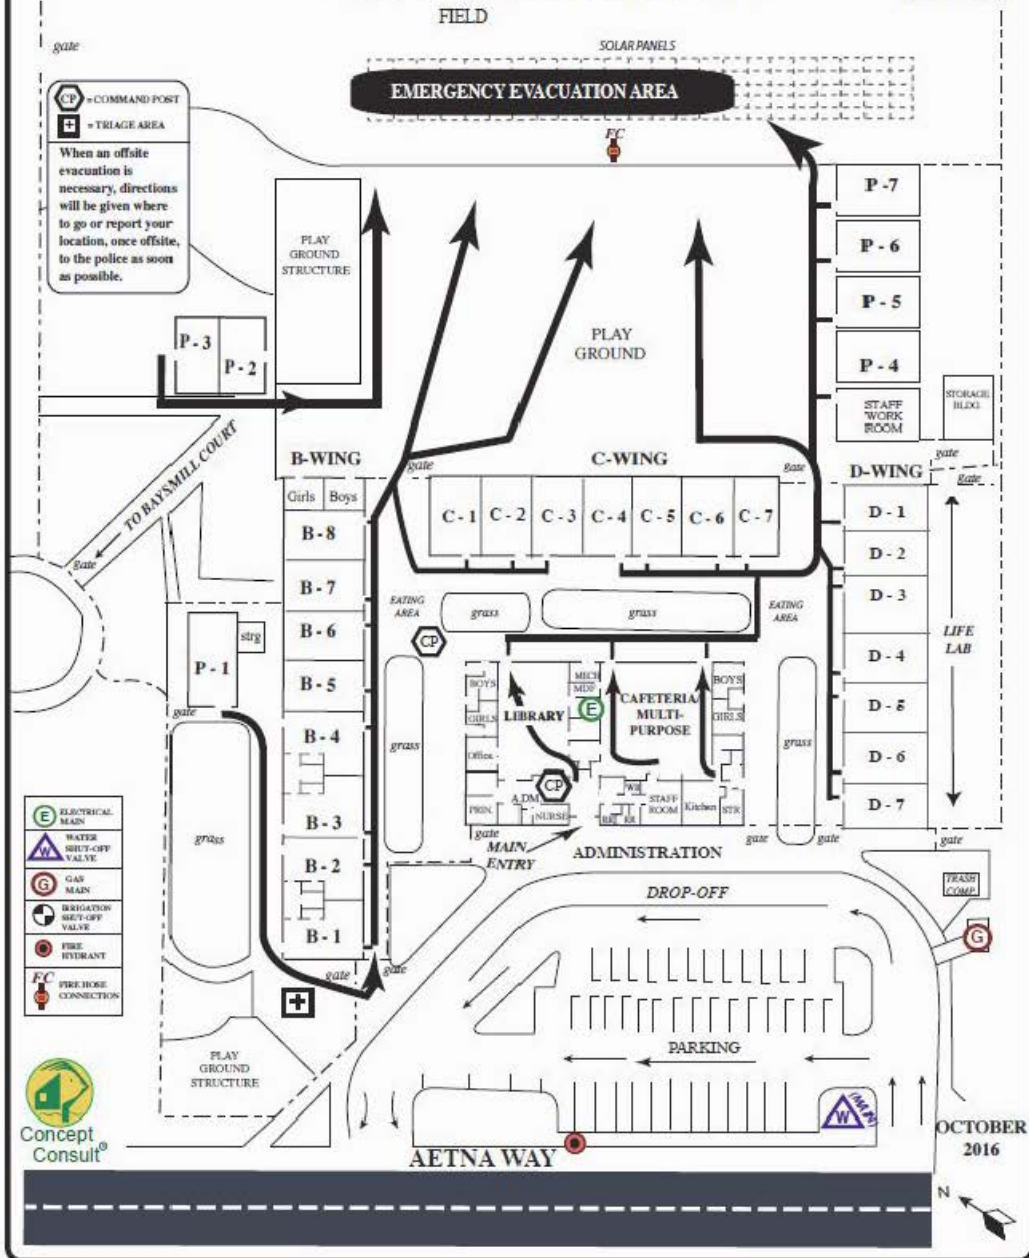 FIELD
gate
SOLAR PANELS
EMERGENCY EVACUATION AREA
FC
CP = COMMAND POST
= TRIAGE AREA
When an offsite
evacuation is
necessary, directions
will be given where
to go or report your
location, once offsite,
to the police as soon
as possible.
PLAY
GROUND
STRUCTURE
P - 7
P - 6
P - 5
P - 4
STAFF
WORK
ROOM
STORAGE
BLDG.
P - 3
P - 2
PLAY
GROUND
TO BAYSMILL COURT
gate
B-WING
gate
C-WING
gate
D-WING
gate
gate
Girls
Boys
B - 8
B - 7
B - 6
B - 5
B - 4
B - 3
B - 2
B - 1
C - 1
C - 2
C - 3
C - 4
C - 5
C - 6
C - 7
D - 1
D - 2
D - 3
D - 4
D - 5
D - 6
D - 7
LIFE
LAB
EATING
AREA
grass
grass
EATING
AREA
CP
strg
P - 1
gate
grass
grass
grass
BOYS
GIRLS
Office
PRIN.
ADM
NURSE
LIBRARY
MECH
MDF
E
CAFETERIA/
MULTI-
PURPOSE
BOYS
GIRLS
CP
STAFF
ROOM
Kitchen
STR
gate
MAIN
ENTRY
ADMINISTRATION
gate
gate
gate
E ELECTRICAL
MAIN
W WATER
SHUT-OFF
VALVE
G GAS
MAIN
IRRIGATION
SHUT-OFF
VALVE
FIRE
HYDRANT
FC FIRE HOSE
CONNECTION
gate
gate
PLAY
GROUND
STRUCTURE
DROP-OFF
PARKING
TRASH
COMP.
G
W (MAIN)
Concept
Consult®
AETNA WAY
OCTOBER
2016
N